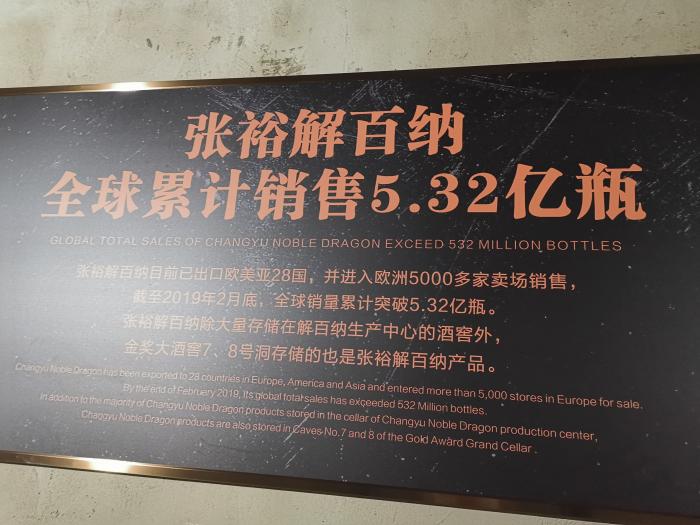 张裕解百纳
全球累计销售5.32亿瓶
GLOBAL TOTAL SALES OF CHANGYU NOBLE DRAGON EXCEED 532 MILLION BOTTLES
张裕解百纳目前已出口欧美亚28国，并进入欧洲5000多家卖场销售，
截至2019年2月底，全球销量累计突破5.32亿瓶。
张裕解百纳除大量存储在解百纳生产中心的酒窖外，
金奖大酒窖7、8号洞存储的也是张裕解百纳产品。
Changyu Noble Dragon has been exported to 28 countries in Europe, America and Asia and entered more than 5,000 stores in Europe for sale.
By the end of February 2019, its global total sales has exceeded 532 Million bottles.
In addition to the majority of Changyu Noble Dragon products stored in the cellar of Changyu Noble Dragon production center,
Changyu Noble Dragon products are also stored in Caves No.7 and 8 of the Gold Award Grand Cellar .